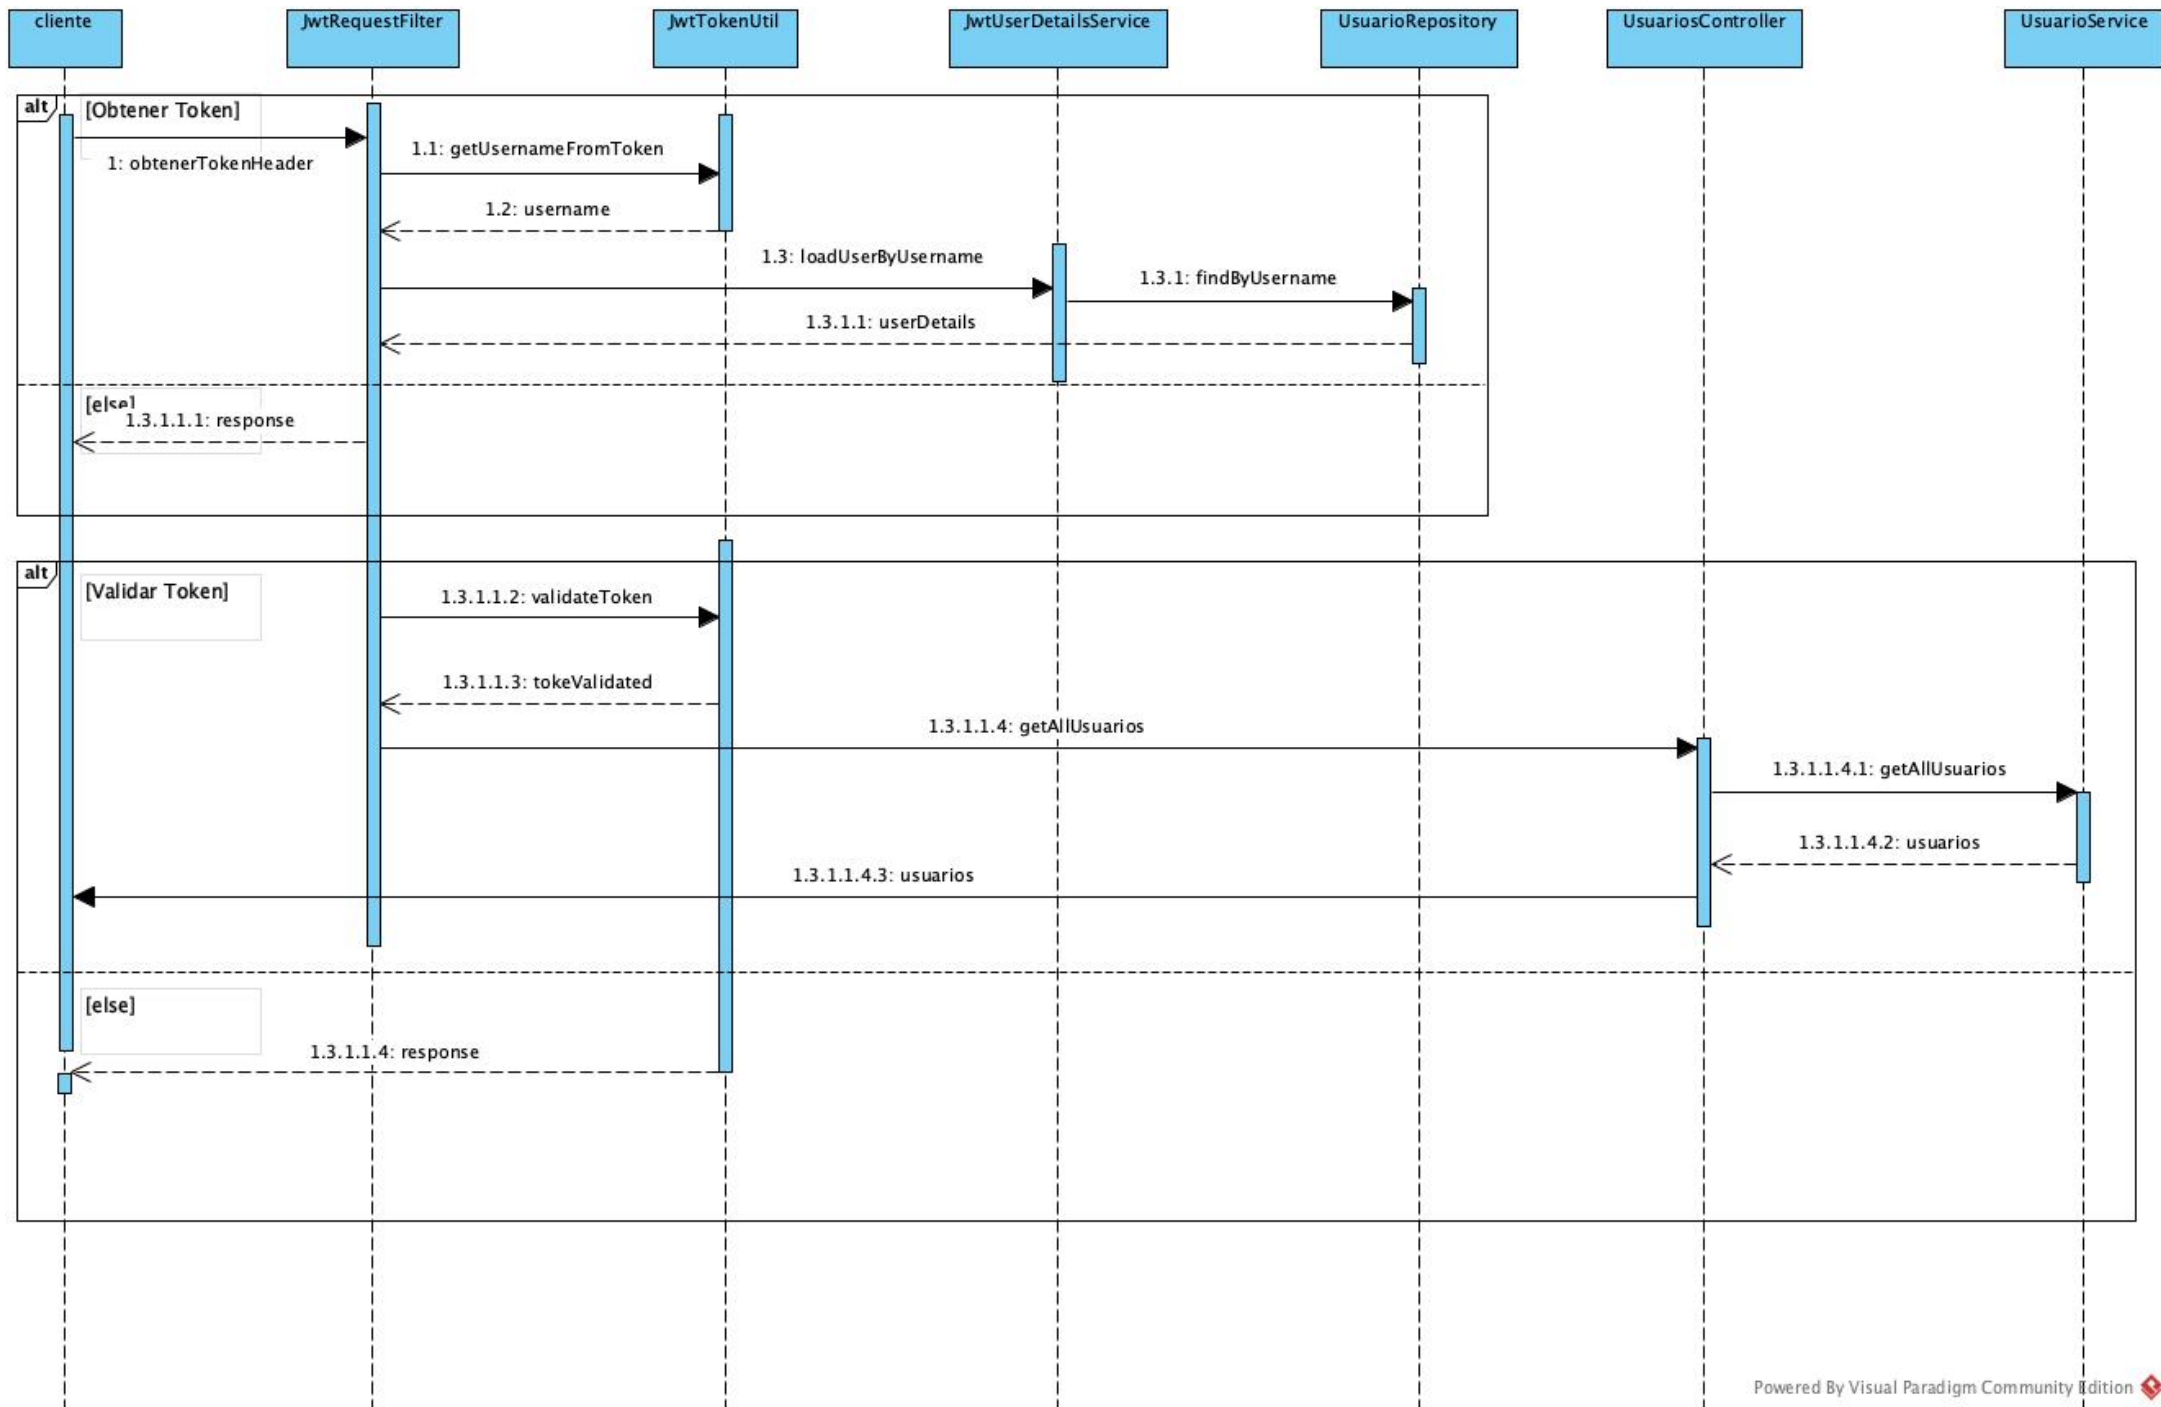 cliente
JwtRequestFilter
JwtTokenUtil
JwtUserDetailsService
UsuarioRepository
UsuariosController
UsuarioService
alt
[Obtener Token]
1: obtenerTokenHeader
1.1: getUsernameFromToken
1.2: username
1.3: loadUserByUsername
1.3.1: findByUsername
1.3.1.1: userDetails
[else]
1.3.1.1.1: response
alt
[Validar Token]
1.3.1.1.2: validateToken
1.3.1.1.3: tokeValidated
1.3.1.1.4: getAllUsuarios
1.3.1.1.4.1: getAllUsuarios
1.3.1.1.4.2: usuarios
1.3.1.1.4.3: usuarios
[else]
1.3.1.1.4: response
Powered By Visual Paradigm Community Edition